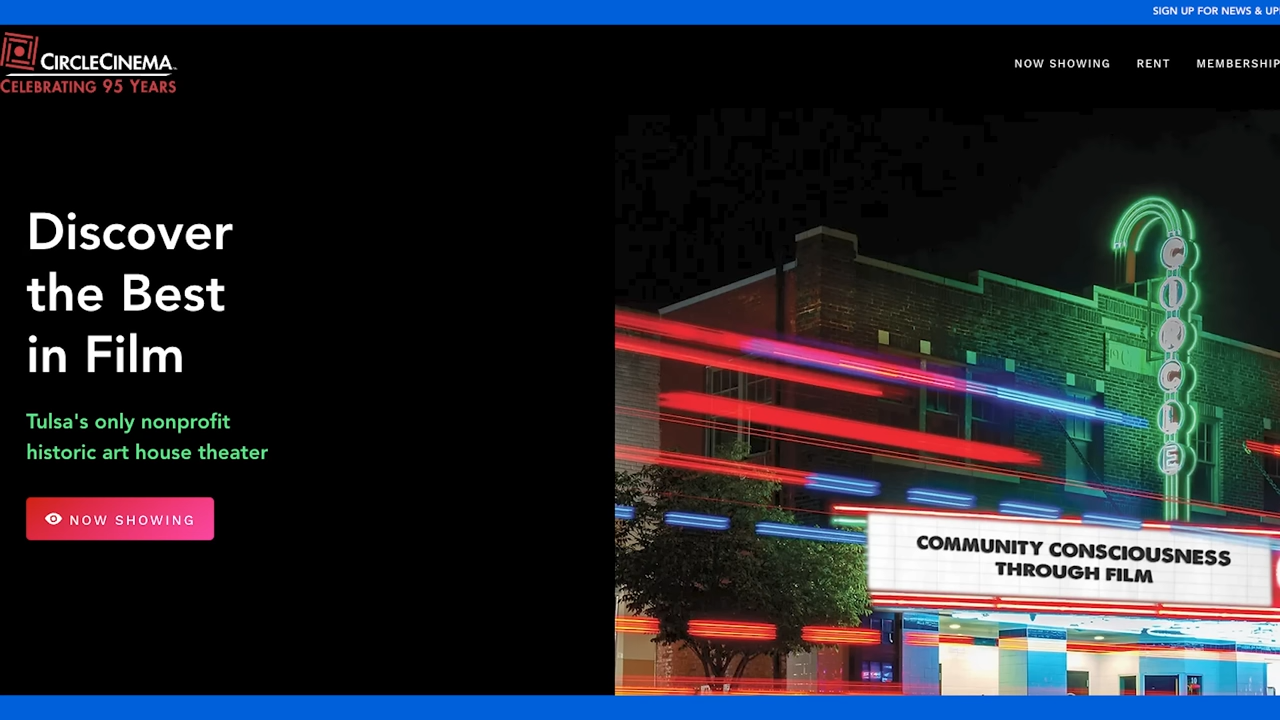 SIGN UP FOR NEWS & UP
CIRCLECINEMA
CELEBRATING 95 YEARS
NOW SHOWING RENT MEMBERSHIP
Discover
the Best
in Film
Tulsa's only nonprofit
historic art house theater
NOW SHOWING
CIRCLE
COMMUNITY CONSCIOUSNESS
THROUGH FILM